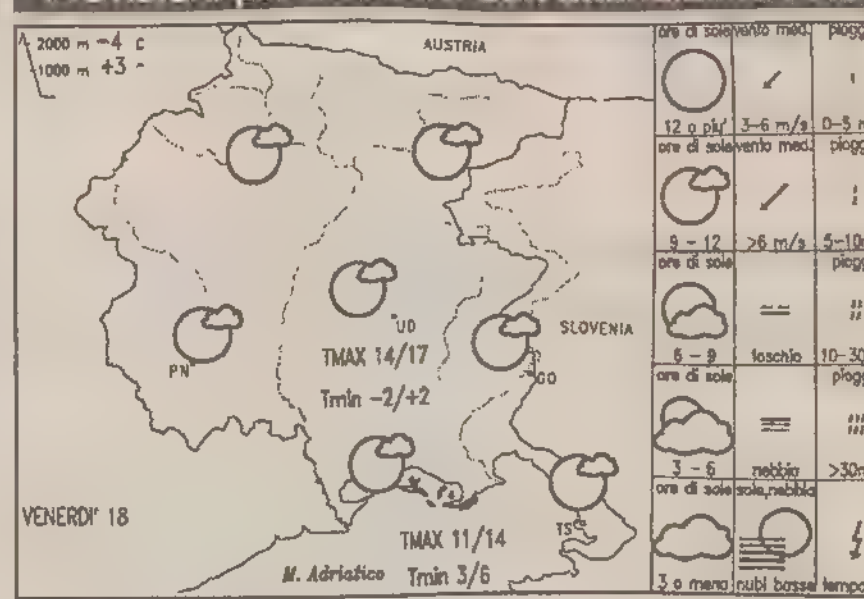 2000 m -4 C
1000 m +3
AUSTRIA
SLOVENIA
UD
PN
GO
TMAX 14/17
Tmin -2/+2
VENERDI' 18
TS
TMAX 11/14
M. Adriatico Tmin 3/6
ore di sole vento med.
12 o piu' 3-6 m/s 0-5
ore di sole vento med.
9 - 12 >6 m/s
ore di sole
6 - 9 foschia
ore di sole
3 - 6 nebbia
ore di sole sole,nebbia
3 o meno nubi basse